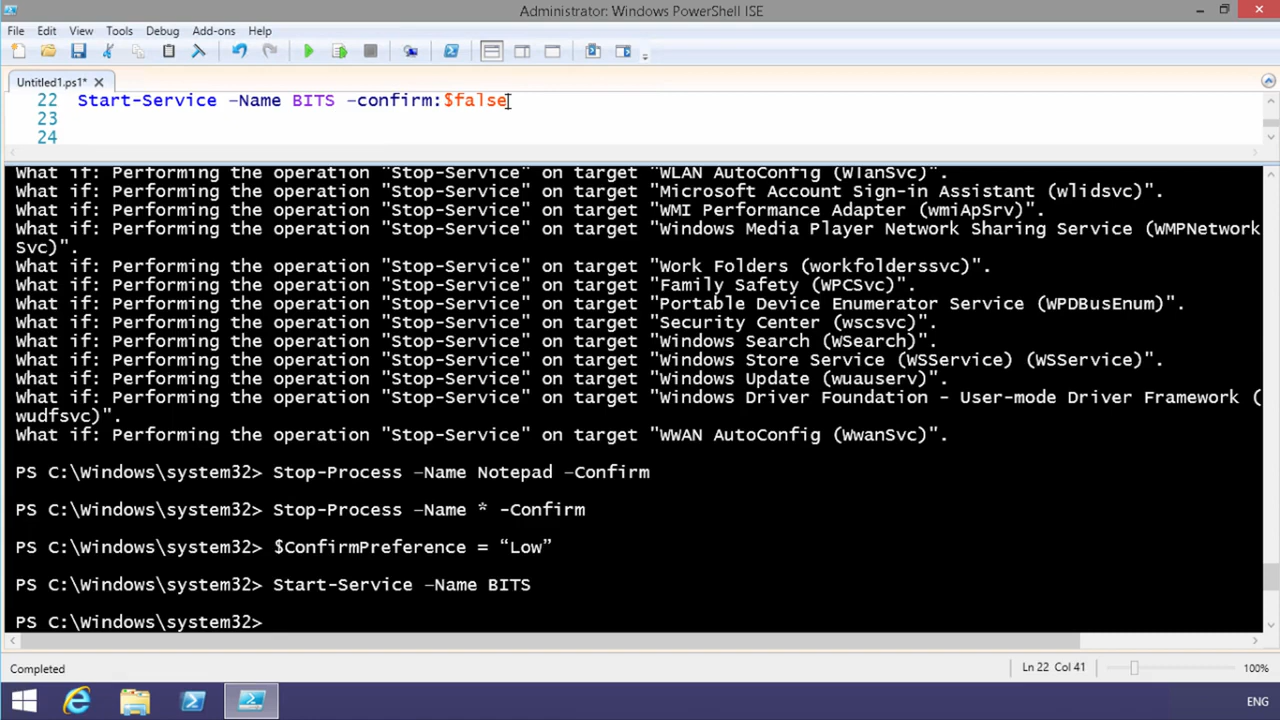 Administrator: Windows PowerShell ISE
File Edit View Tools Debug Add-ons Help
Untitled1.ps1*
22 Start-Service –Name BITS –confirm:$false
23
24
What if: Performing the operation "Stop-Service" on target "WLAN AutoConfig (WlanSvc)".
What if: Performing the operation "Stop-Service" on target "Microsoft Account Sign-in Assistant (wlidsvc)".
What if: Performing the operation "Stop-Service" on target "WMI Performance Adapter (wmiApSrv)".
What if: Performing the operation "Stop-Service" on target "Windows Media Player Network Sharing Service (WMPNetwork
Svc)".
What if: Performing the operation "Stop-Service" on target "Work Folders (workfolderssvc)".
What if: Performing the operation "Stop-Service" on target "Family Safety (WPCSvc)".
What if: Performing the operation "Stop-Service" on target "Portable Device Enumerator Service (WPDBusEnum)".
What if: Performing the operation "Stop-Service" on target "Security Center (wscsvc)".
What if: Performing the operation "Stop-Service" on target "Windows Search (WSearch)".
What if: Performing the operation "Stop-Service" on target "Windows Store Service (WSService) (WSService)".
What if: Performing the operation "Stop-Service" on target "Windows Update (wuauserv)".
What if: Performing the operation "Stop-Service" on target "Windows Driver Foundation - User-mode Driver Framework (
wudfsvc)".
What if: Performing the operation "Stop-Service" on target "WWAN AutoConfig (WwanSvc)".
PS C:\Windows\system32> Stop-Process –Name Notepad –Confirm
PS C:\Windows\system32> Stop-Process –Name * -Confirm
PS C:\Windows\system32> $ConfirmPreference = “Low”
PS C:\Windows\system32> Start-Service –Name BITS
PS C:\Windows\system32>
Completed
Ln 22 Col 41
100%
ENG